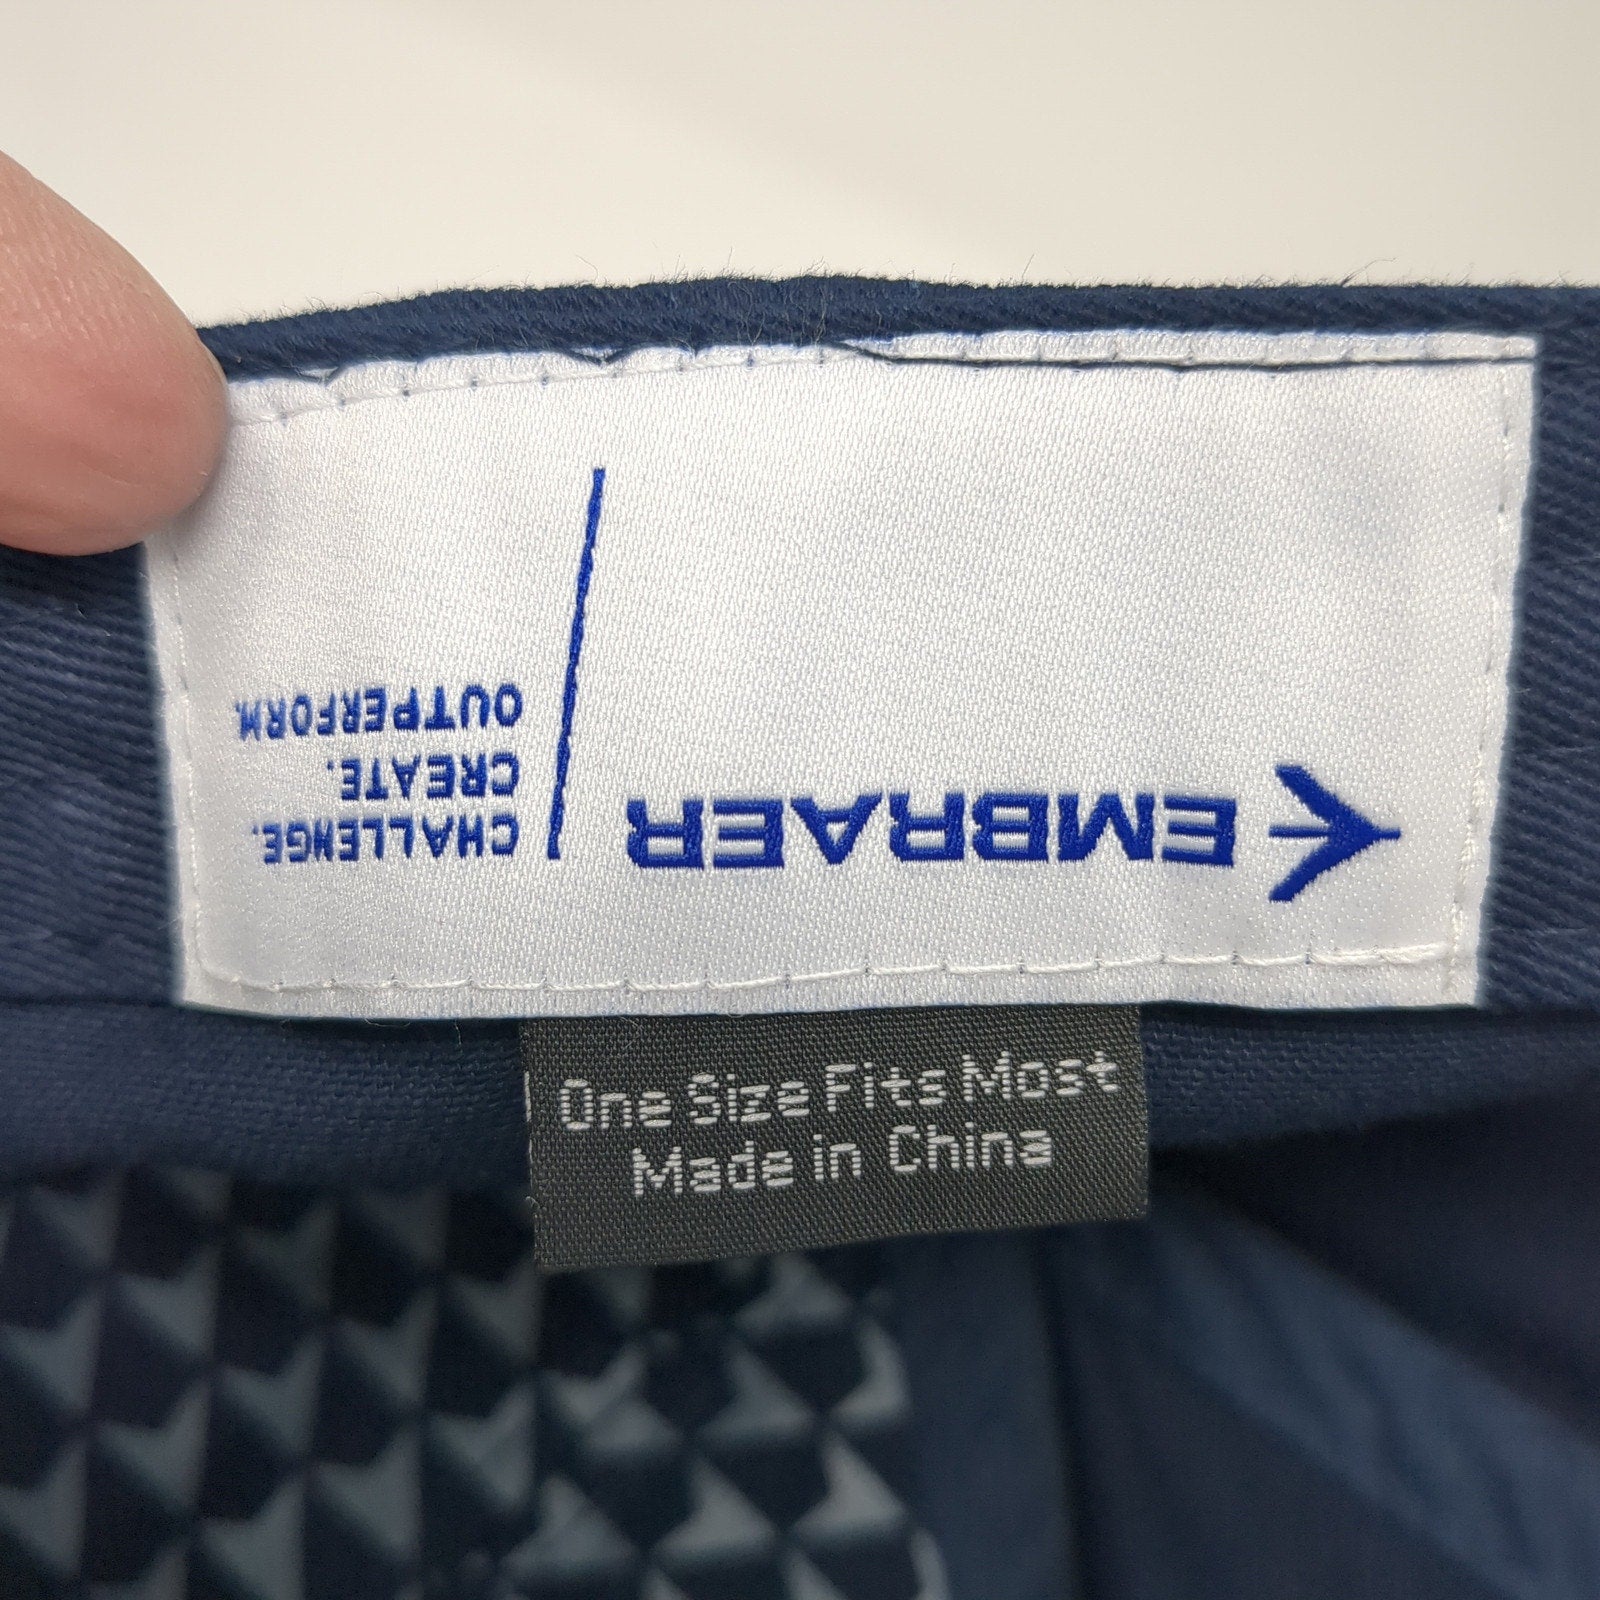 EMBRAER
CHALLENGE.
CREATE.
OUTPERFORM.
One Size Fits Most
Made in China